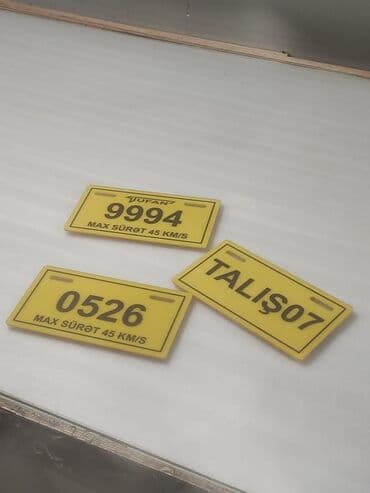 TUFAN
9994
MAX SÜRƏT 45 KM/S
TALIŞ07
0526
MAX SÜRƏT 45 KM/S